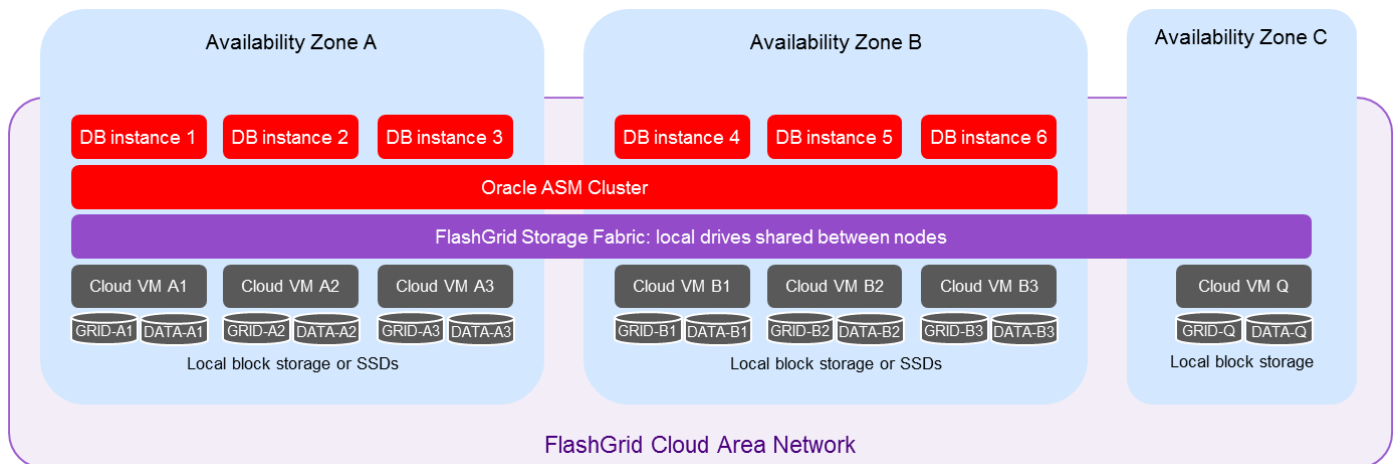 Availability Zone A
Availability Zone B
Availability Zone C
DB instance 1
DB instance 2
DB instance 3
DB instance 4
DB instance 5
DB instance 6
Oracle ASM Cluster
FlashGrid Storage Fabric: local drives shared between nodes
Cloud VM A1
Cloud VM A2
Cloud VM A3
Cloud VM B1
Cloud VM B2
Cloud VM B3
Cloud VM Q
GRID-A1
DATA-A1
GRID-A2
DATA-A2
GRID-A3
DATA-A3
GRID-B1
DATA-B1
GRID-B2
DATA-B2
GRID-B3
DATA-B3
GRID-Q
DATA-Q
Local block storage or SSDs
Local block storage or SSDs
Local block storage
FlashGrid Cloud Area Network